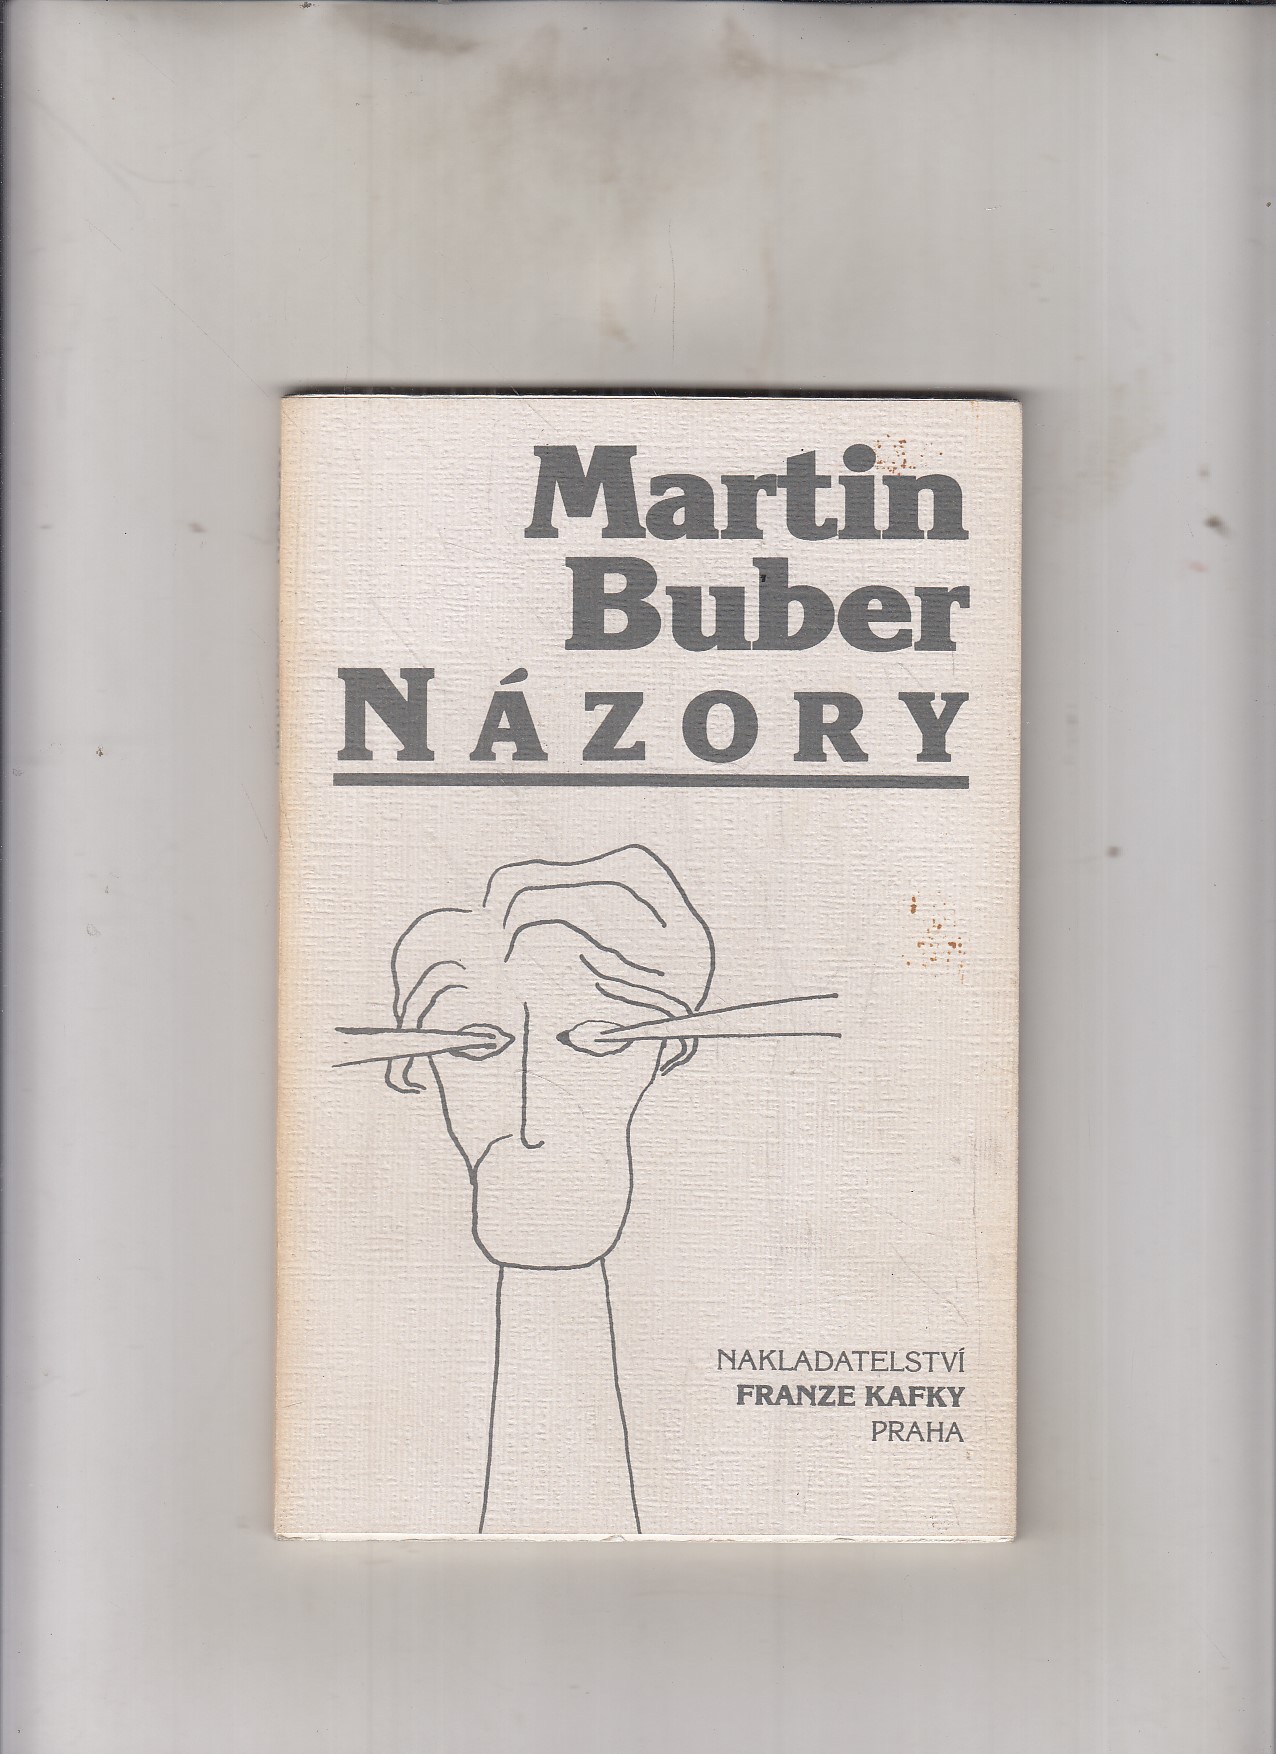 Martin
Buber
NÁZORY
NAKLADATELSTVÍ
FRANZE KAFKY
PRAHA